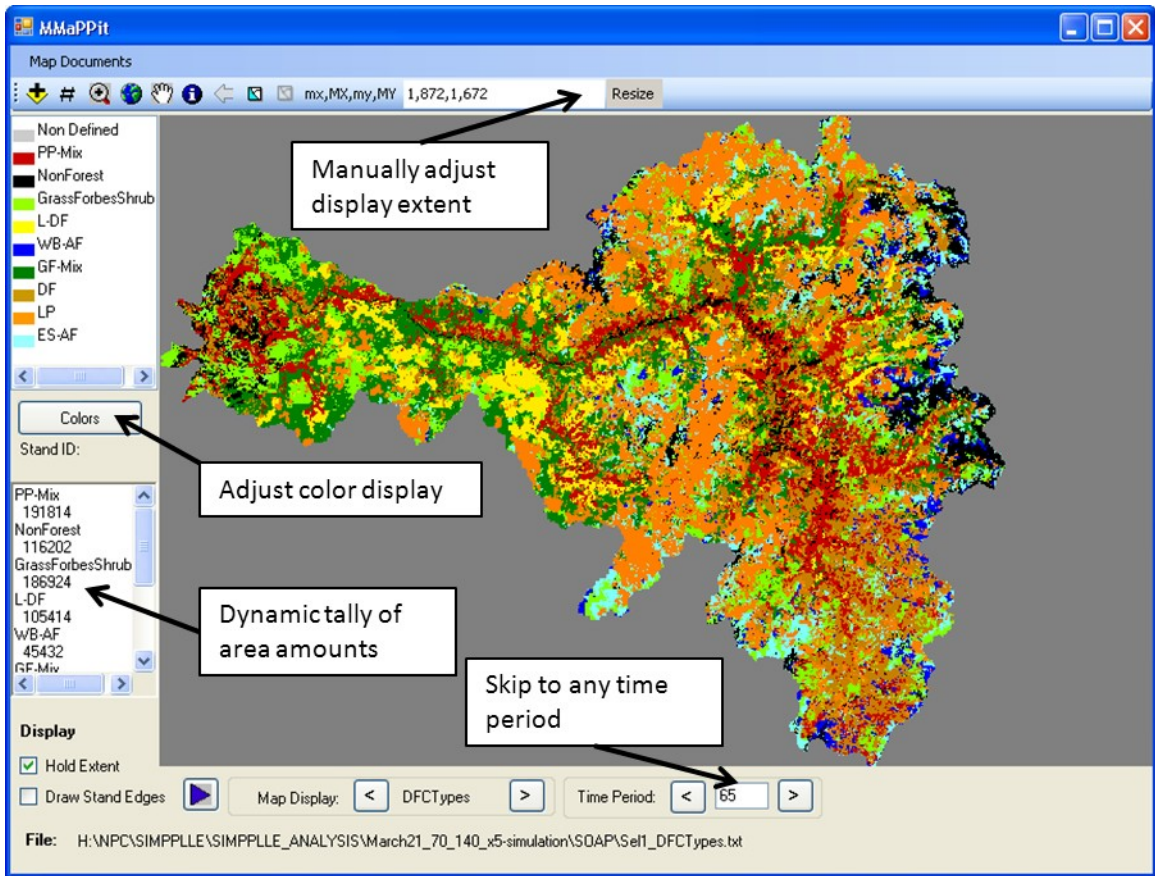 MMaPPit
Map Documents
mx,MX,my,MY 1,872,1,672 Resize
Non Defined
PP-Mix
NonForest
GrassForbesShrub
L-DF
WB-AF
GF-Mix
DF
LP
ES-AF
Manually adjust
display extent
Colors
Stand ID:
Adjust color display
PP-Mix
191814
NonForest
116202
GrassForbesShrub
186924
L-DF
105414
WB-AF
45432
GF-Mix
Dynamic tally of
area amounts
Skip to any time
period
Display
Hold Extent
Draw Stand Edges
Map Display: < DFCTypes >
Time Period: < 65 >
File: H:\NPC\SIMPPLLE\SIMPPLLE_ANALYSIS\March21_70_140_x5-simulation\SOAP\Sel1_DFCTypes.txt